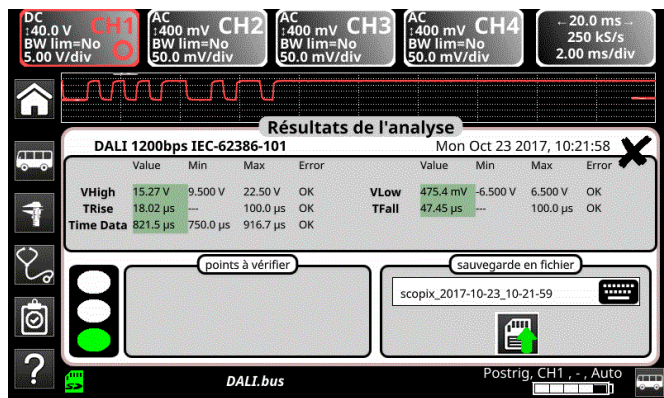 DC
↕40.0 V CH1
BW lim=No
5.00 V/div
AC
↕400 mV CH2
BW lim=No
50.0 mV/div
AC
↕400 mV CH3
BW lim=No
50.0 mV/div
AC
↕400 mV CH4
BW lim=No
50.0 mV/div
←20.0 ms→
250 kS/s
2.00 ms/div
Résultats de l'analyse
DALI 1200bps IEC-62386-101 Mon Oct 23 2017, 10:21:58
Value Min Max Error Value Min Max Error
VHigh 15.27 V 9.500 V 22.50 V OK VLow 475.4 mV -6.500 V 6.500 V OK
TRise 18.02 µs --- 100.0 µs OK TFall 47.45 µs --- 100.0 µs OK
Time Data 821.5 µs 750.0 µs 916.7 µs OK
points à vérifier
sauvegarde en fichier
scopix_2017-10-23_10-21-59
?
DALI.bus
Postrig, CH1 , - , Auto